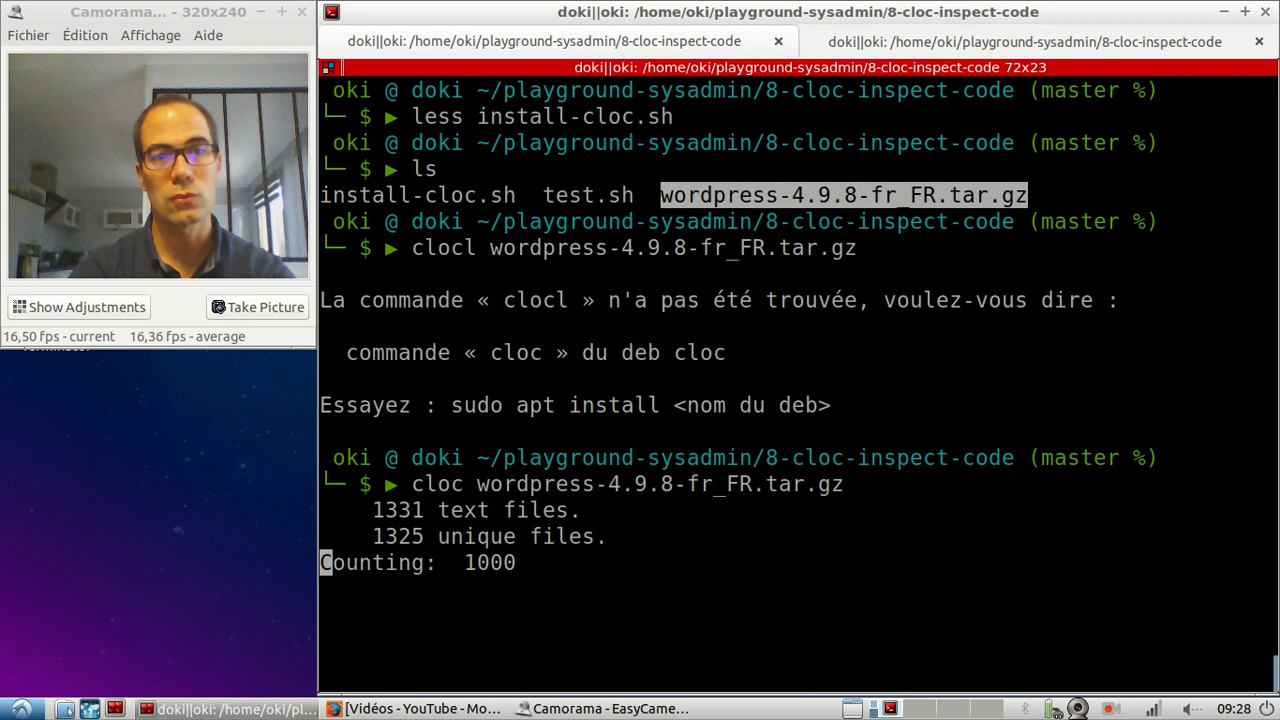 Camorama... - 320x240
Fichier Édition Affichage Aide
Show Adjustments Take Picture
16,50 fps - current 16,36 fps - average
doki||oki: /home/oki/playground-sysadmin/8-cloc-inspect-code
doki||oki: /home/oki/playground-sysadmin/8-cloc-inspect-code
doki||oki: /home/oki/playground-sysadmin/8-cloc-inspect-code
doki||oki: /home/oki/playground-sysadmin/8-cloc-inspect-code 72x23
oki @ doki ~/playground-sysadmin/8-cloc-inspect-code (master %)
└─ $ ▶ less install-cloc.sh
oki @ doki ~/playground-sysadmin/8-cloc-inspect-code (master %)
└─ $ ▶ ls
install-cloc.sh test.sh wordpress-4.9.8-fr_FR.tar.gz
oki @ doki ~/playground-sysadmin/8-cloc-inspect-code (master %)
└─ $ ▶ clocl wordpress-4.9.8-fr_FR.tar.gz
La commande « clocl » n'a pas été trouvée, voulez-vous dire :
commande « cloc » du deb cloc
Essayez : sudo apt install <nom du deb>
oki @ doki ~/playground-sysadmin/8-cloc-inspect-code (master %)
└─ $ ▶ cloc wordpress-4.9.8-fr_FR.tar.gz
1331 text files.
1325 unique files.
Counting: 1000
doki||oki: /home/oki/pl...
[Vidéos - YouTube - Mo...
Camorama - EasyCame...
09:28